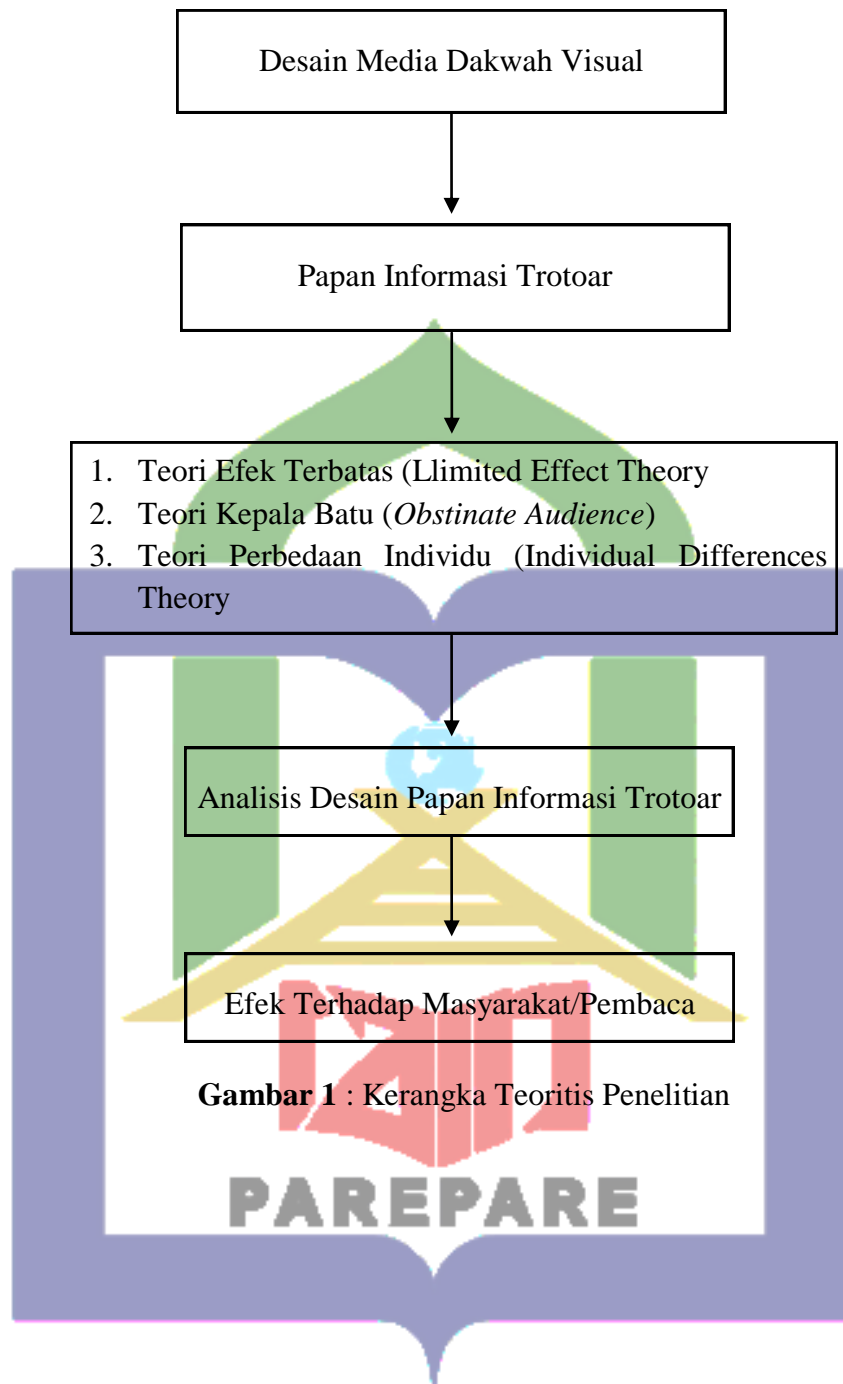 Desain Media Dakwah Visual
Papan Informasi Trotoar
1. Teori Efek Terbatas (Llimited Effect Theory
2. Teori Kepala Batu (Obstinate Audience)
3. Teori Perbedaan Individu (Individual Differences
Theory
Analisis Desain Papan Informasi Trotoar
Efek Terhadap Masyarakat/Pembaca
Gambar 1 : Kerangka Teoritis Penelitian
IAIN
PAREPARE